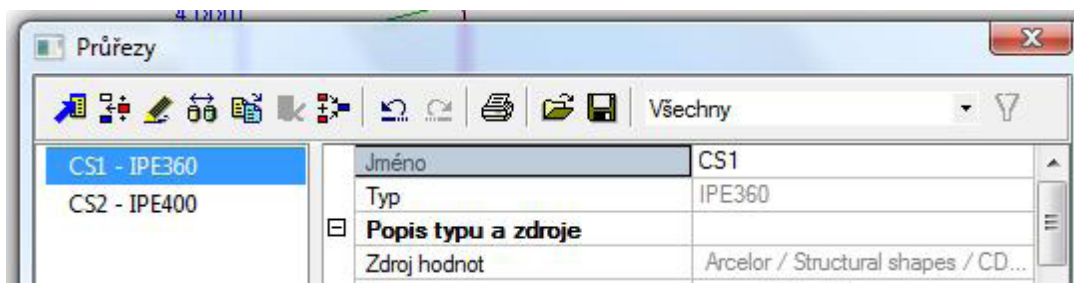 Průřezy
Všechny
CS1 - IPE360
CS2 - IPE400
Jméno CS1
Typ IPE360
Popis typu a zdroje
Zdroj hodnot Arcelor / Structural shapes / CD...